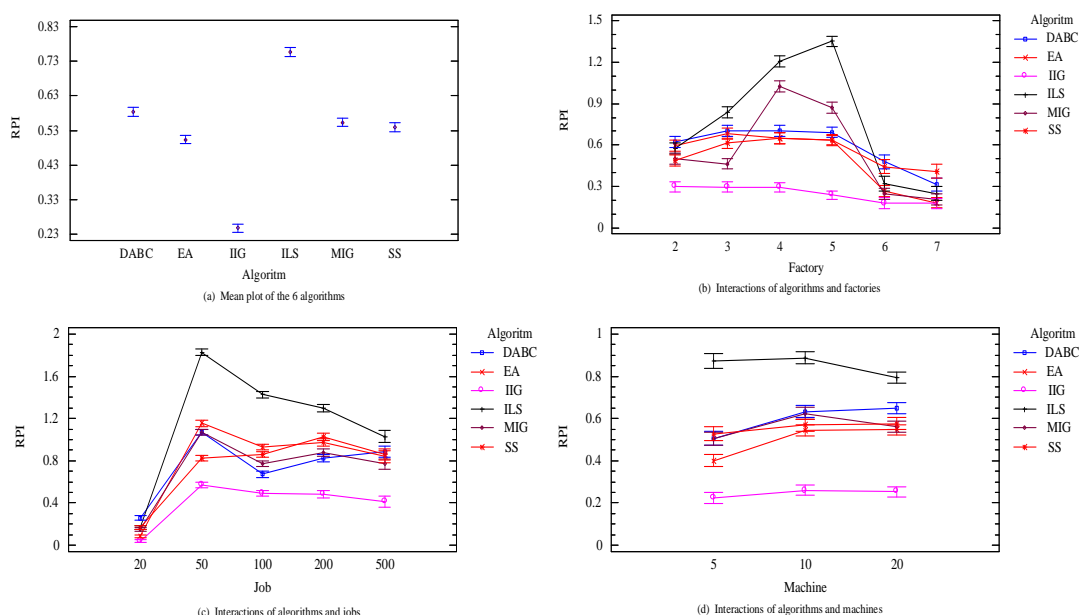 0.83
0.73
0.63
0.53
0.43
0.33
0.23
RPI
DABC EA IIG ILS MIG SS
Algoritm
(a) Mean plot of the 6 algorithms
1.5
1.2
0.9
0.6
0.3
0
RPI
2 3 4 5 6 7
Factory
Algoritm
DABC
EA
IIG
ILS
MIG
SS
(b) Interactions of algorithms and factories
2
1.6
1.2
0.8
0.4
0
RPI
20 50 100 200 500
Job
Algoritm
DABC
EA
IIG
ILS
MIG
SS
(c) Interactions of algorithms and jobs
1
0.8
0.6
0.4
0.2
0
RPI
5 10 20
Machine
Algoritm
DABC
EA
IIG
ILS
MIG
SS
(d) Interactions of algorithms and machines